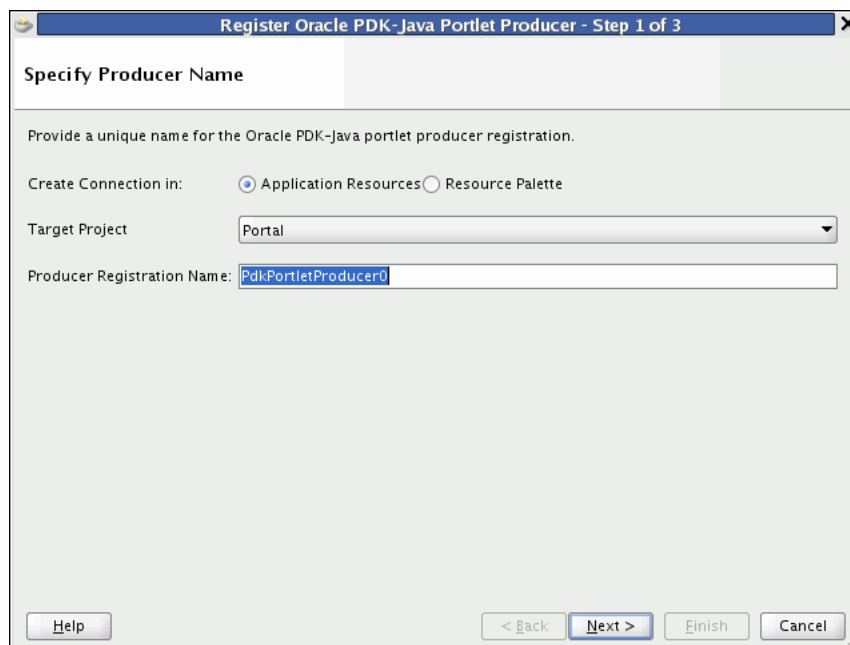 Register Oracle PDK-Java Portlet Producer - Step 1 of 3
Specify Producer Name
Provide a unique name for the Oracle PDK-Java portlet producer registration.
Create Connection in: Application Resources Resource Palette
Target Project Portal
Producer Registration Name: PdkPortletProducer0
Help < Back Next > Finish Cancel